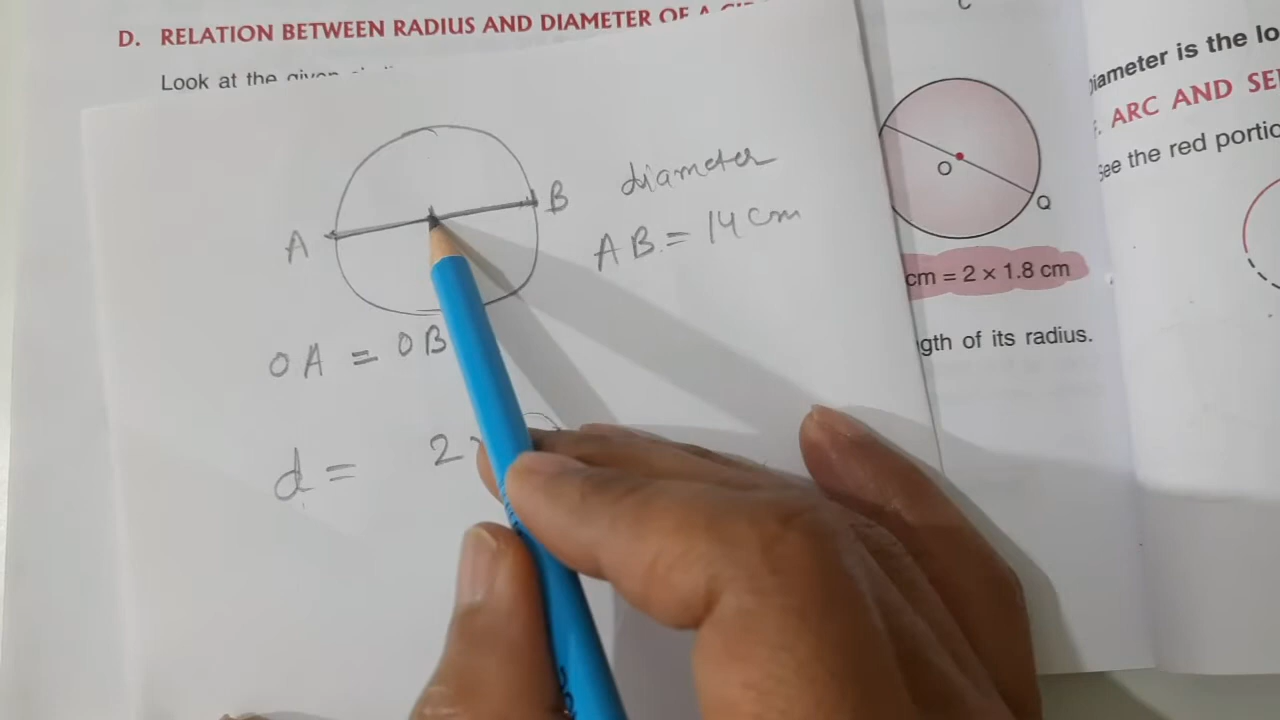 D. RELATION BETWEEN RADIUS AND DIAMETER OF A
Look at the given
A
B
diameter
AB = 14 cm
OA = OB
d = 2
C
O
Q
cm = 2 × 1.8 cm
gth of its radius.
iameter is the lo
ARC AND SE
See the red portio